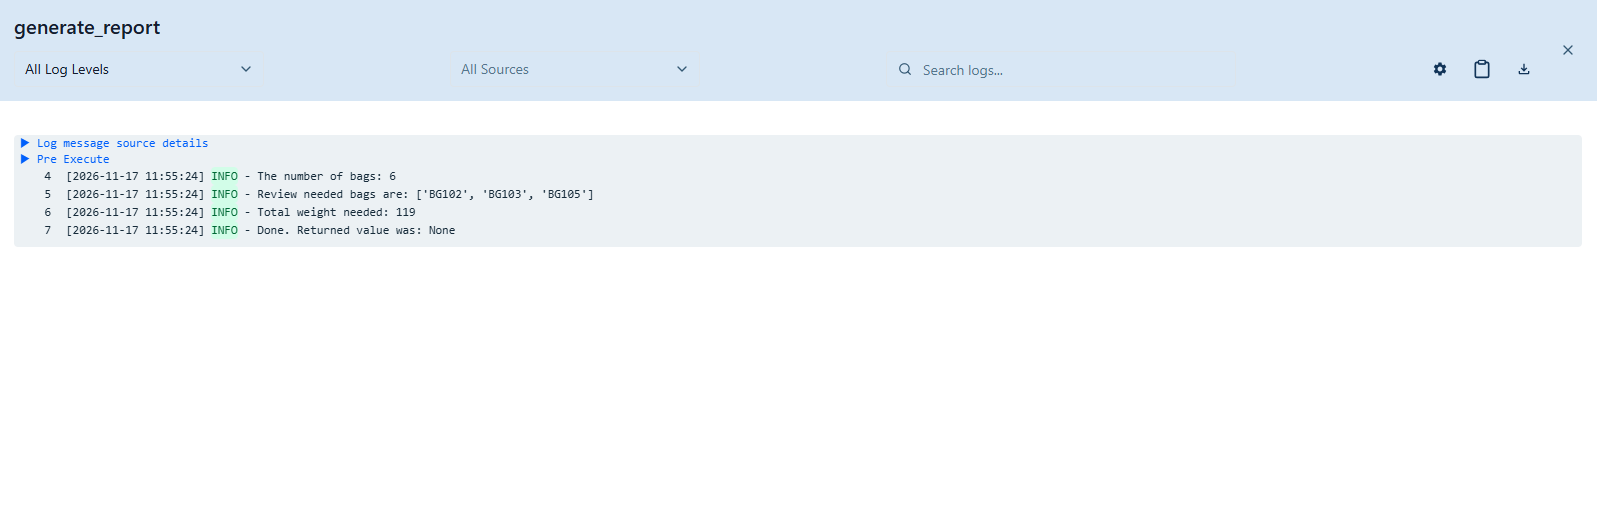 generate_report
All Log Levels
All Sources
Search logs...
Log message source details
Pre Execute
4 [2026-11-17 11:55:24] INFO - The number of bags: 6
5 [2026-11-17 11:55:24] INFO - Review needed bags are: ['BG102', 'BG103', 'BG105']
6 [2026-11-17 11:55:24] INFO - Total weight needed: 119
7 [2026-11-17 11:55:24] INFO - Done. Returned value was: None